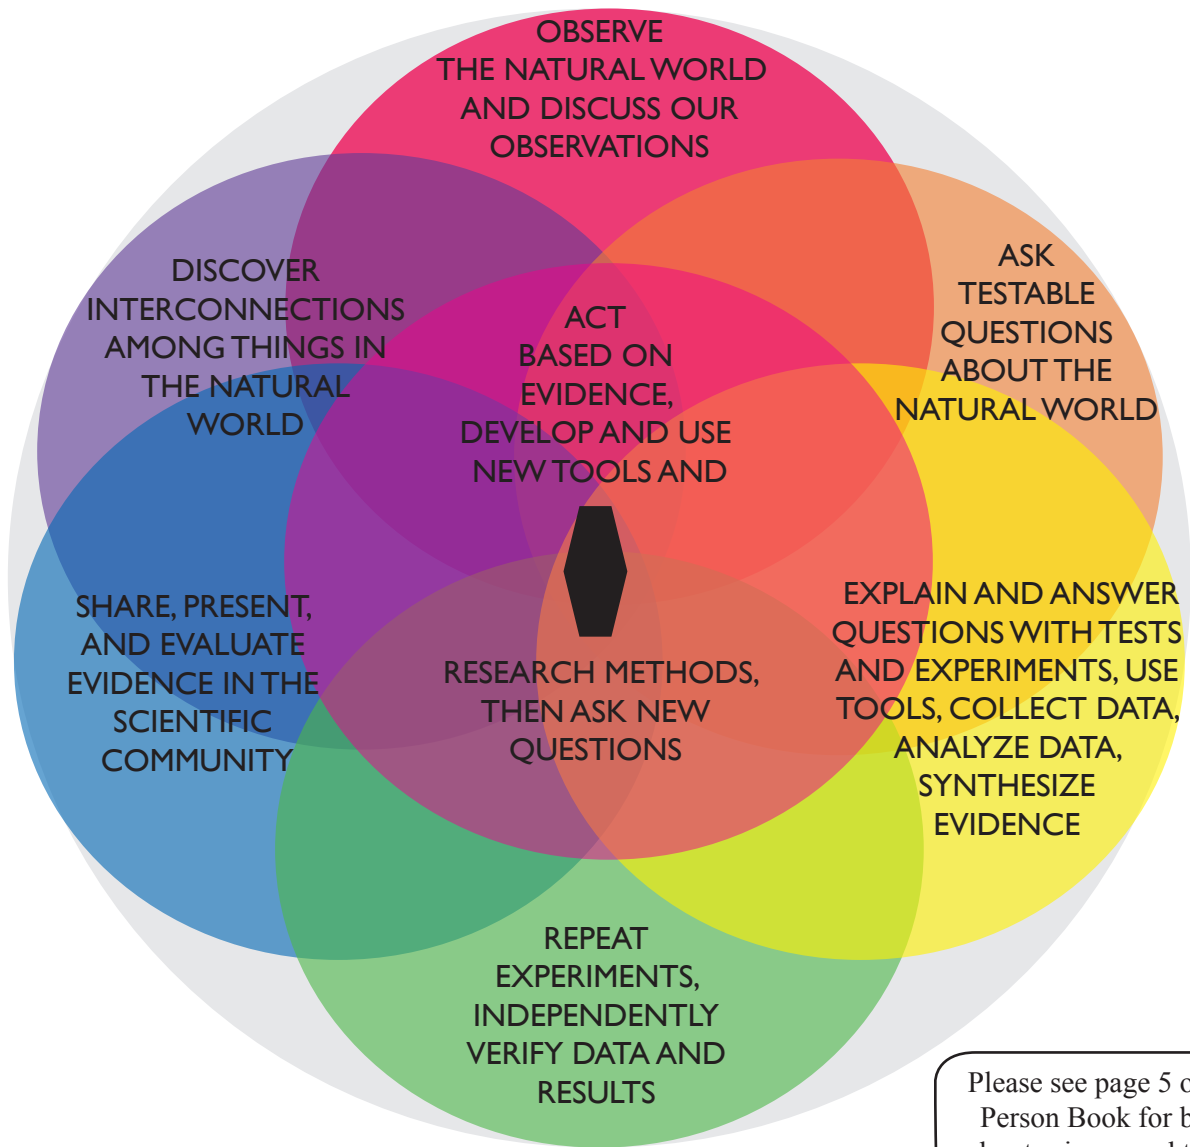 OBSERVE
THE NATURAL WORLD
AND DISCUSS OUR
OBSERVATIONS
DISCOVER
INTERCONNECTIONS
AMONG THINGS IN
THE NATURAL
WORLD
ASK
TESTABLE
QUESTIONS
ABOUT THE
NATURAL WORLD
ACT
BASED ON
EVIDENCE,
DEVELOP AND USE
NEW TOOLS AND
RESEARCH METHODS,
THEN ASK NEW
QUESTIONS
SHARE, PRESENT,
AND EVALUATE
EVIDENCE IN THE
SCIENTIFIC
COMMUNITY
EXPLAIN AND ANSWER
QUESTIONS WITH TESTS
AND EXPERIMENTS, USE
TOOLS, COLLECT DATA,
ANALYZE DATA,
SYNTHESIZE
EVIDENCE
REPEAT
EXPERIMENTS,
INDEPENDENTLY
VERIFY DATA AND
RESULTS
Please see page 5 o
Person Book for b